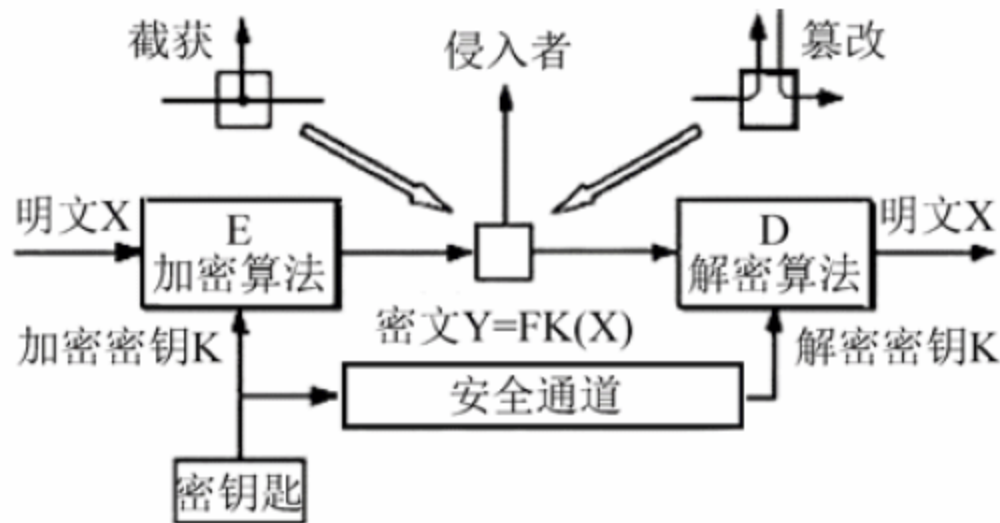 截获
侵入者
篡改
明文X
E
加密算法
D
解密算法
明文X
加密密钥K
密文Y=FK(X)
解密密钥K
安全通道
密钥匙